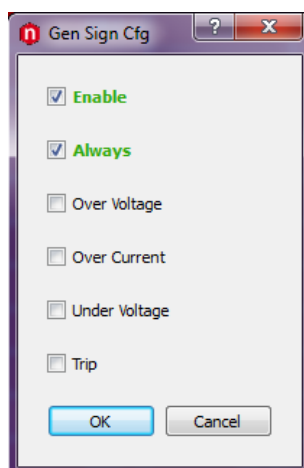 Gen Sign Cfg
Enable
Always
Over Voltage
Over Current
Under Voltage
Trip
OK Cancel